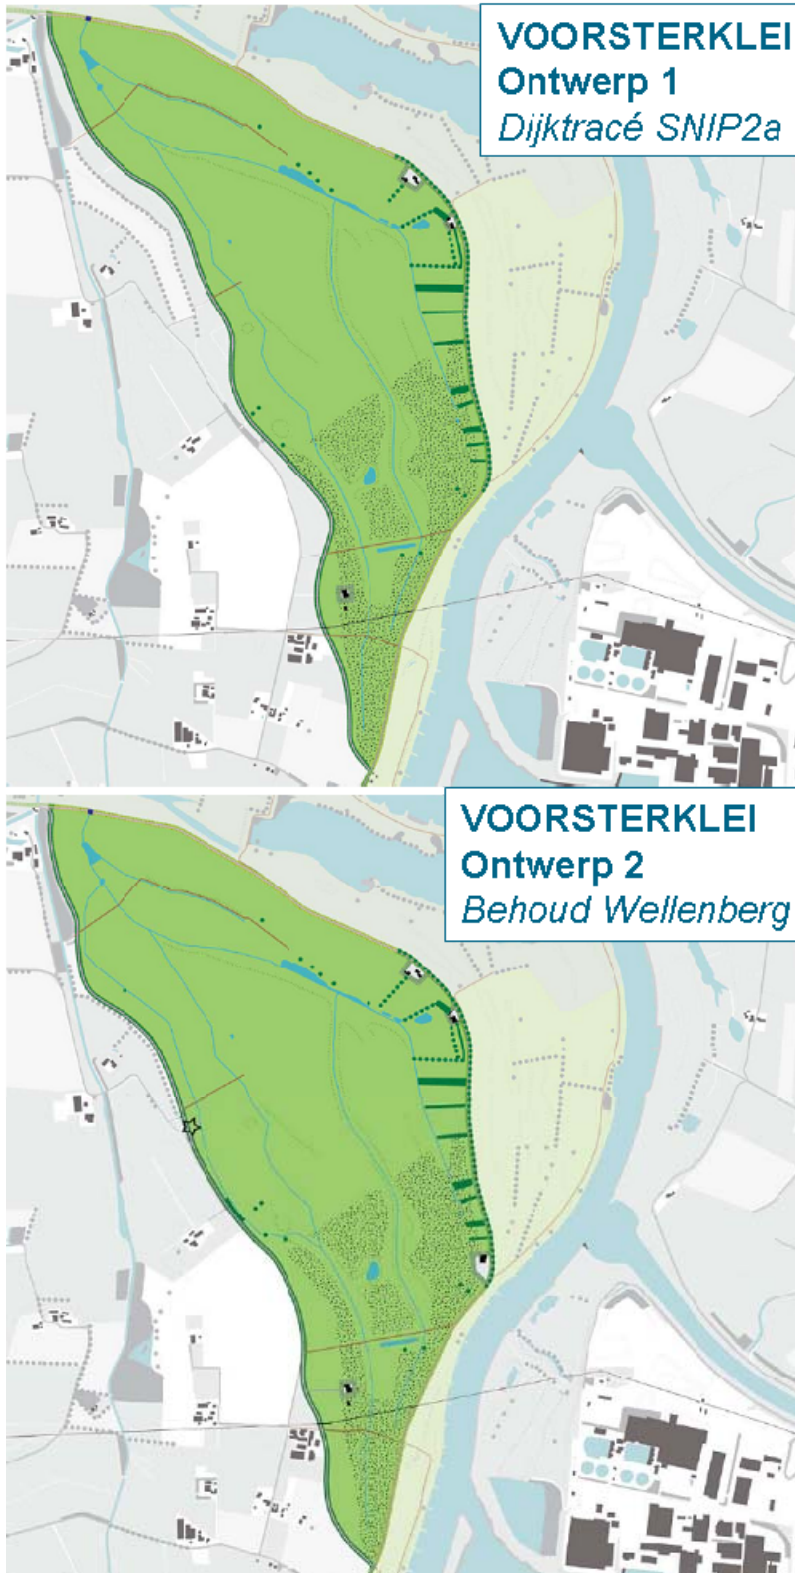 VOORSTERKLEI
Ontwerp 1
Dijktracé SNIP2a
VOORSTERKLEI
Ontwerp 2
Behoud Wellenberg